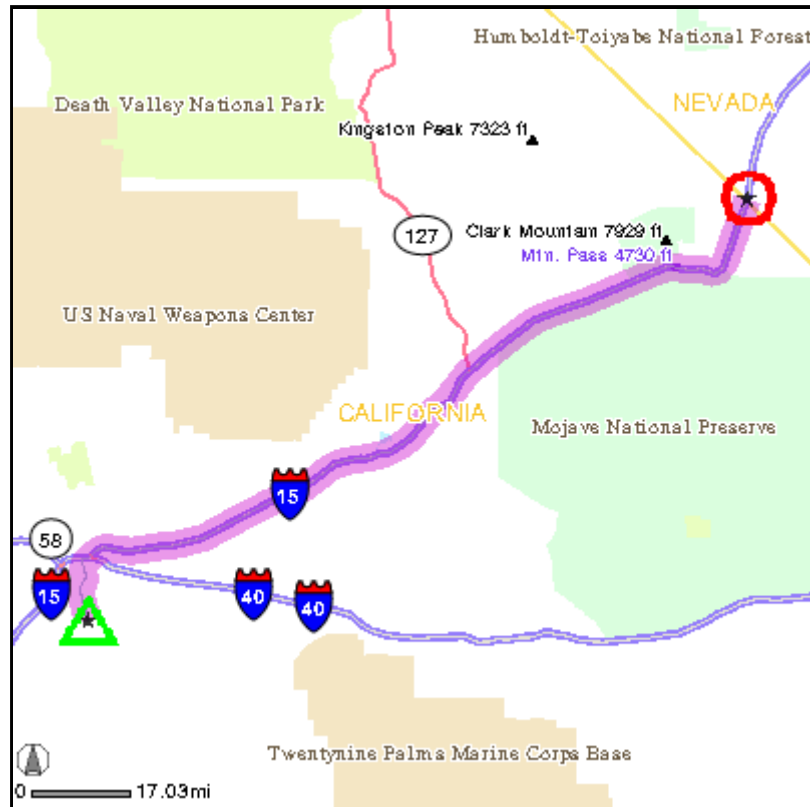 Humboldt-Toiyabe National Forest
NEVADA
Death Valley National Park
Kingston Peak 7323 ft
127
Clark Mountain 7929 ft
Mtn. Pass 4730 ft
US Naval Weapons Center
CALIFORNIA
Mojave National Preserve
15
58
15
40
40
Twentynine Palms Marine Corps Base
0 17.03mi